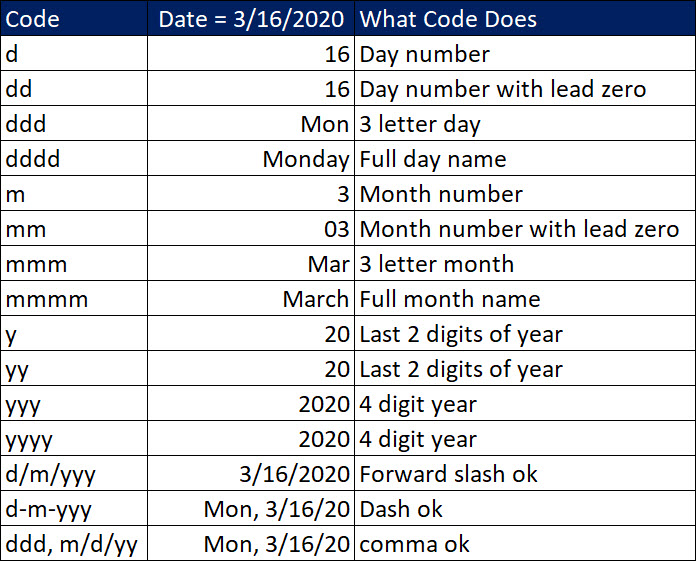 Code Date = 3/16/2020 What Code Does
d 16 Day number
dd 16 Day number with lead zero
ddd Mon 3 letter day
dddd Monday Full day name
m 3 Month number
mm 03 Month number with lead zero
mmm Mar 3 letter month
mmmm March Full month name
y 20 Last 2 digits of year
yy 20 Last 2 digits of year
yyy 2020 4 digit year
yyyy 2020 4 digit year
d/m/yyy 3/16/2020 Forward slash ok
d-m-yyy Mon, 3/16/20 Dash ok
ddd, m/d/yy Mon, 3/16/20 comma ok